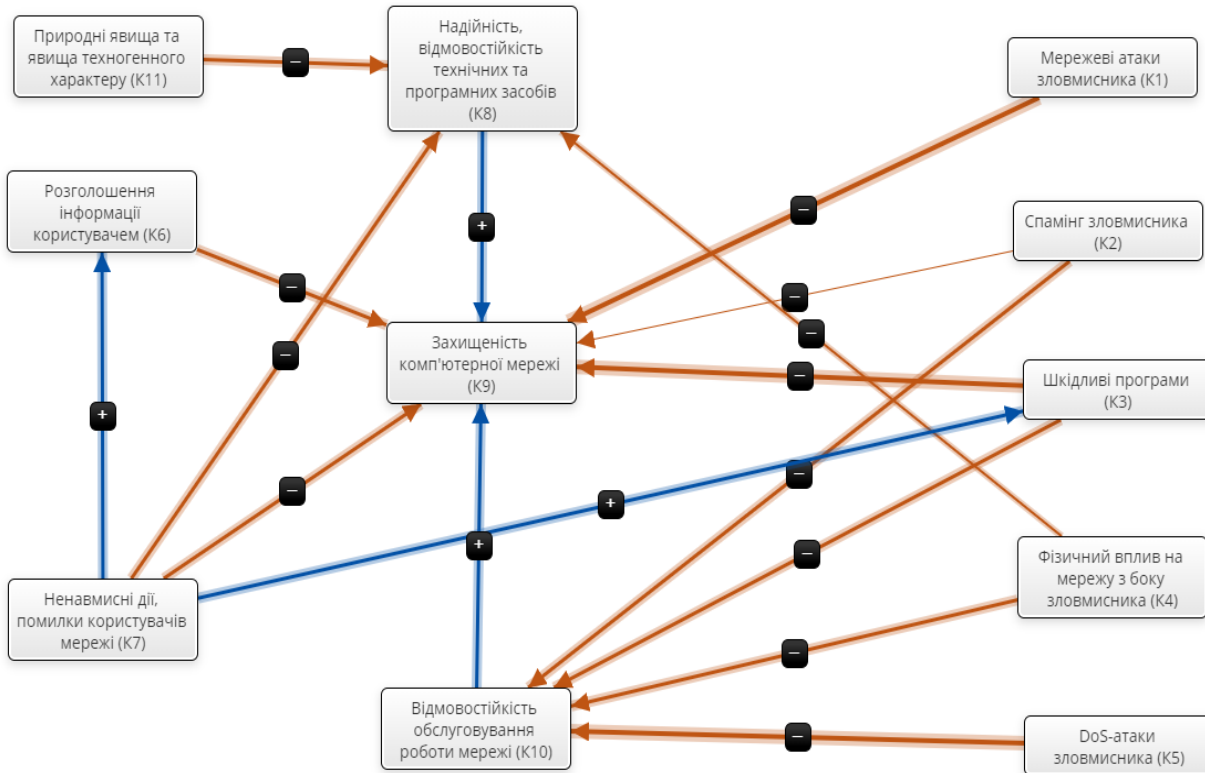 Природні явища та
явища техногенного
характеру (К11)
−
Надійність,
відмовостійкість
технічних та
програмних засобів
(К8)
Мережеві атаки
зловмисника (К1)
Розголошення
інформації
користувачем (К6)
+
−
Спамінг зловмисника
(К2)
−
−
−
Захищеність
комп'ютерної мережі
(К9)
−
−
Шкідливі програми
(К3)
+
−
−
+
+
−
Фізичний вплив на
мережу з боку
зловмисника (К4)
Ненавмисні дії,
помилки користувачів
мережі (К7)
−
Відмовостійкість
обслуговування
роботи мережі (К10)
−
DoS-атаки
зловмисника (К5)